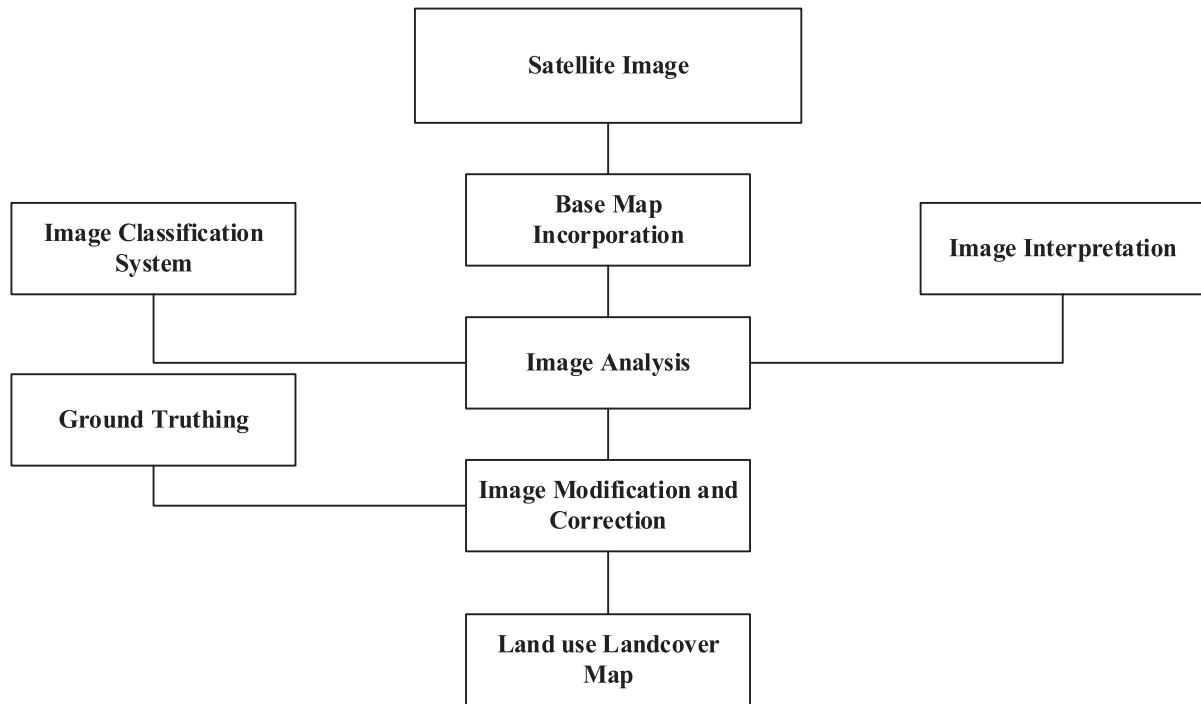 Satellite Image
Base Map
Incorporation
Image Classification
System
Image Interpretation
Image Analysis
Ground Truthing
Image Modification and
Correction
Land use Landcover
Map